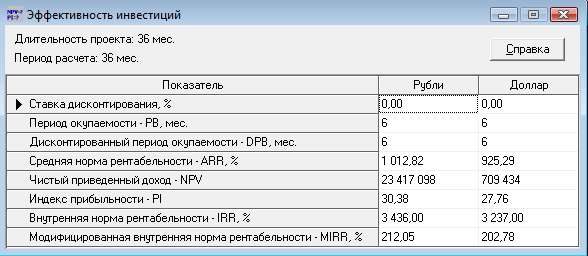 Эффективность инвестиций
Длительность проекта: 36 мес.
Период расчета: 36 мес.
Справка
Показатель Рубли Доллар
Ставка дисконтирования, % 0,00 0,00
Период окупаемости - PB, мес. 6 6
Дисконтированный период окупаемости - DPB, мес. 6 6
Средняя норма рентабельности - ARR, % 1 012,82 925,29
Чистый приведенный доход - NPV 23 417 098 709 434
Индекс прибыльности - PI 30,38 27,76
Внутренняя норма рентабельности - IRR, % 3 436,00 3 237,00
Модифицированная внутренняя норма рентабельности - MIRR, % 212,05 202,78